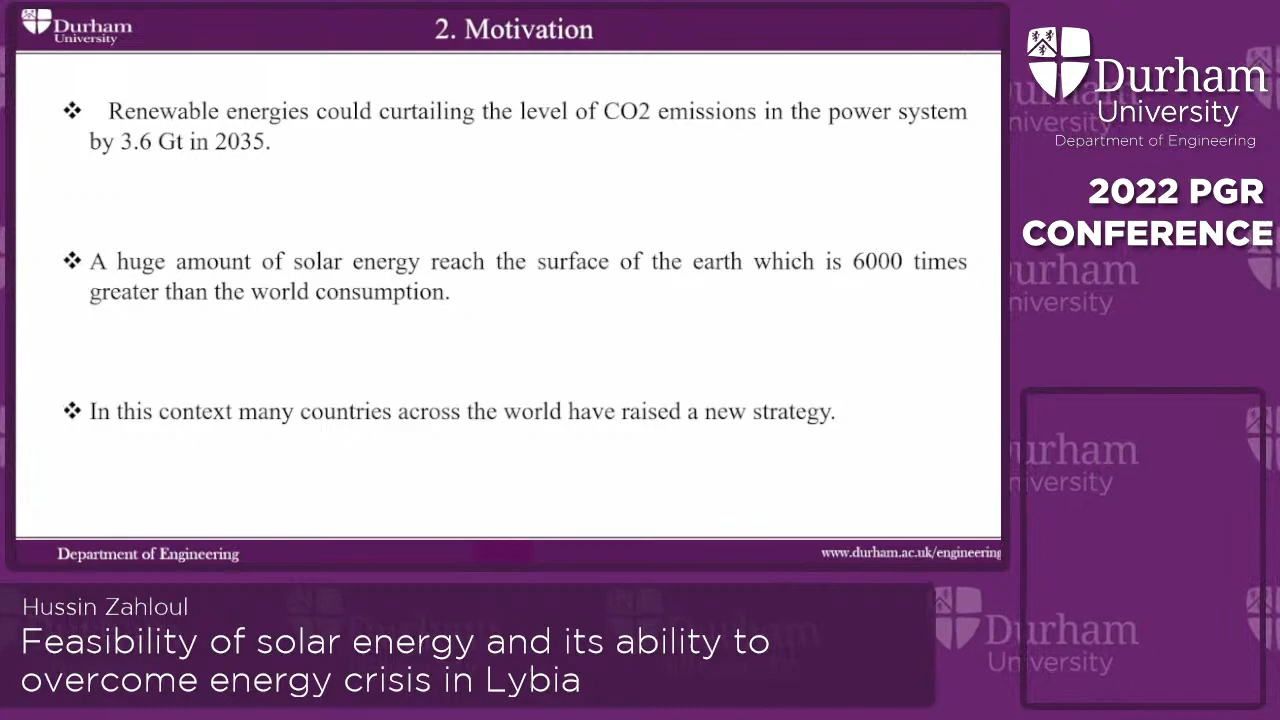 Durham
University
2. Motivation
❖ Renewable energies could curtailing the level of CO2 emissions in the power system
by 3.6 Gt in 2035.
❖ A huge amount of solar energy reach the surface of the earth which is 6000 times
greater than the world consumption.
❖ In this context many countries across the world have raised a new strategy.
Department of Engineering
www.durham.ac.uk/engineering
Durham
University
Department of Engineering
2022 PGR
CONFERENCE
urham
niversity
urham
niversity
Durham
University
Hussin Zahloul
Feasibility of solar energy and its ability to
overcome energy crisis in Lybia